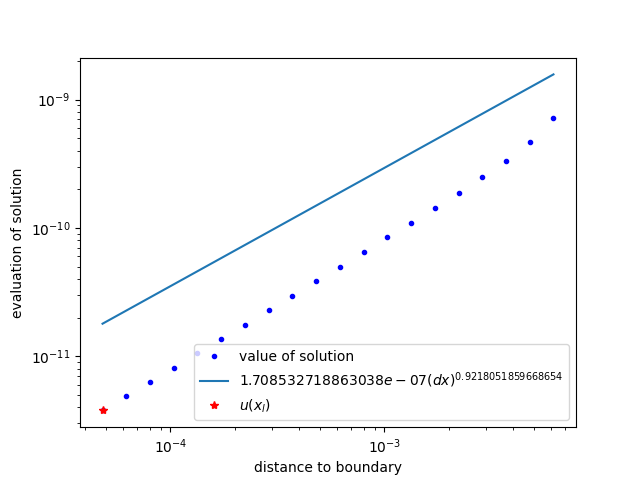 10⁻⁹
10⁻¹⁰
10⁻¹¹
evaluation of solution
value of solution
1.708532718863038e − 07(dx)^0.9218051859668654
u(x_l)
10⁻⁴
10⁻³
distance to boundary